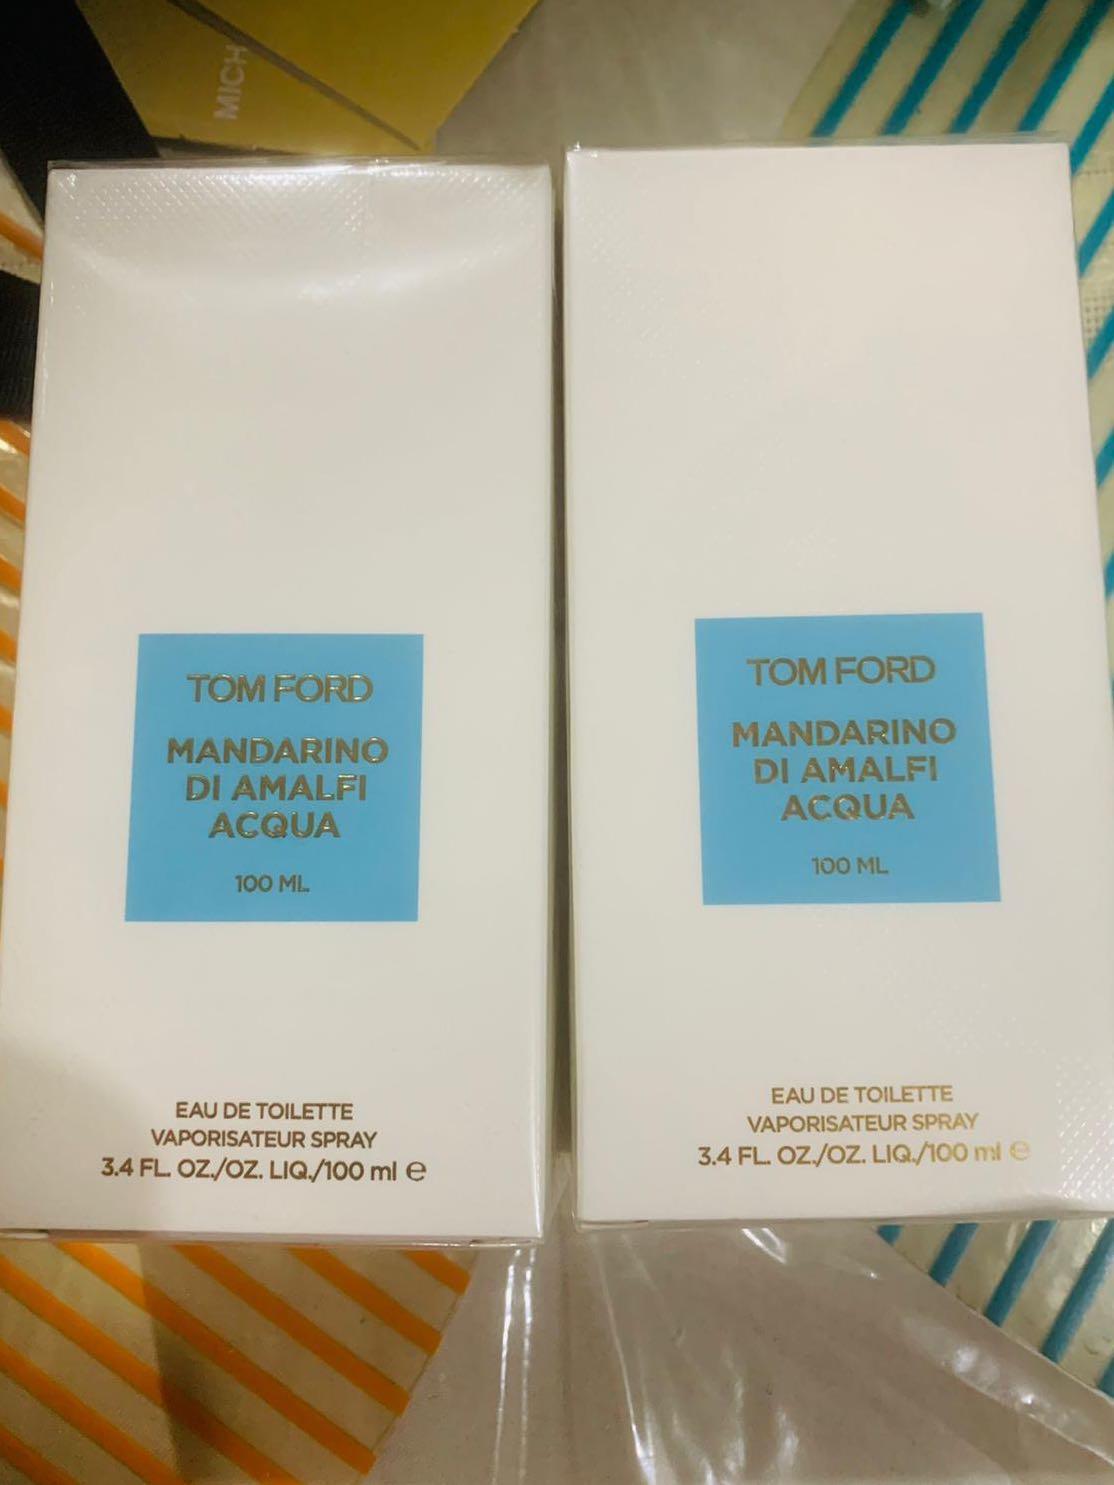 MICH
TOM FORD
MANDARINO
DI AMALFI
ACQUA
100 ML
EAU DE TOILETTE
VAPORISATEUR SPRAY
3.4 FL. OZ./OZ. LIQ./100 ml ℮
TOM FORD
MANDARINO
DI AMALFI
ACQUA
100 ML
EAU DE TOILETTE
VAPORISATEUR SPRAY
3.4 FL. OZ./OZ. LIQ./100 ml ℮